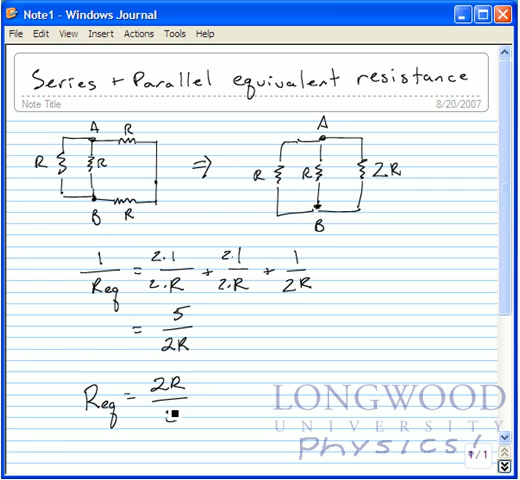 Note1 - Windows Journal
File Edit View Insert Actions Tools Help
Series + Parallel equivalent resistance
Note Title
8/20/2007
A R A
R R ⇒ R R 2R
B R B
1/Req = 2·1/2·R + 2·1/2·R + 1/2R
= 5/2R
Req = 2R/
LONGWOOD
UNIVERSITY
Physics!
1 / 1